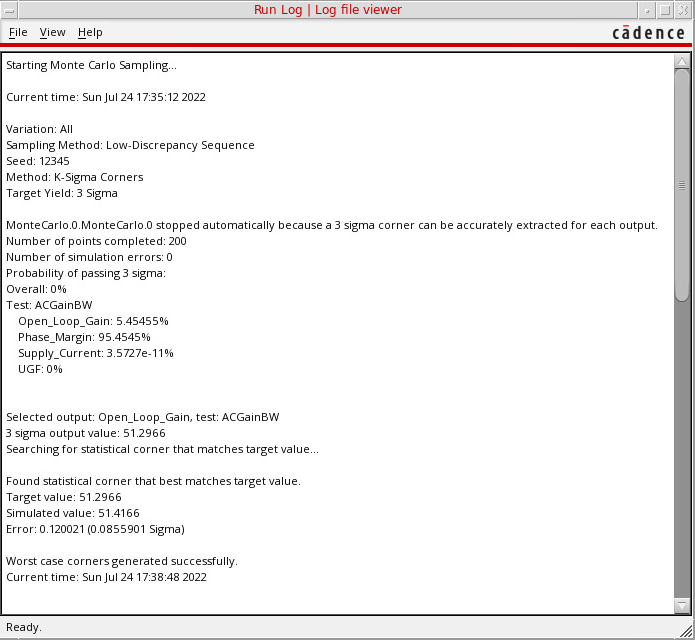 Run Log | Log file viewer
File View Help
cādence
Starting Monte Carlo Sampling...
Current time: Sun Jul 24 17:35:12 2022
Variation: All
Sampling Method: Low-Discrepancy Sequence
Seed: 12345
Method: K-Sigma Corners
Target Yield: 3 Sigma
MonteCarlo.0.MonteCarlo.0 stopped automatically because a 3 sigma corner can be accurately extracted for each output.
Number of points completed: 200
Number of simulation errors: 0
Probability of passing 3 sigma:
Overall: 0%
Test: ACGainBW
Open_Loop_Gain: 5.45455%
Phase_Margin: 95.4545%
Supply_Current: 3.5727e-11%
UGF: 0%
Selected output: Open_Loop_Gain, test: ACGainBW
3 sigma output value: 51.2966
Searching for statistical corner that matches target value...
Found statistical corner that best matches target value.
Target value: 51.2966
Simulated value: 51.4166
Error: 0.120021 (0.0855901 Sigma)
Worst case corners generated successfully.
Current time: Sun Jul 24 17:38:48 2022
Ready.